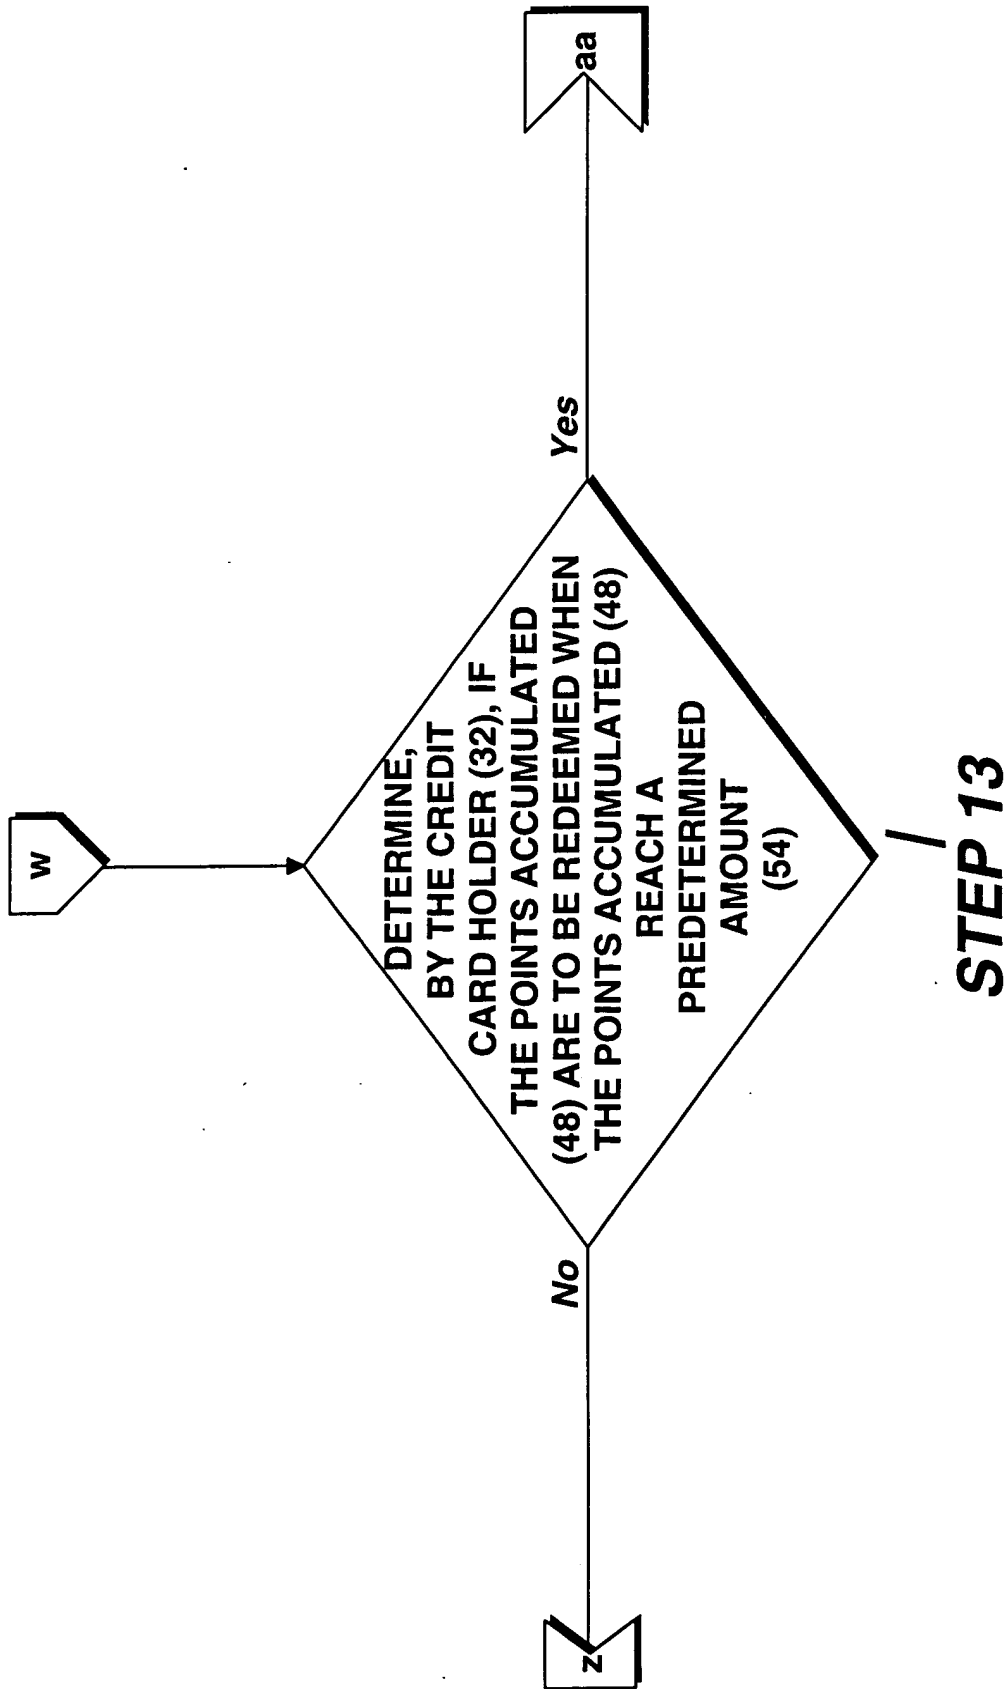 w
DETERMINE,
BY THE CREDIT
CARD HOLDER (32), IF
THE POINTS ACCUMULATED
(48) ARE TO BE REDEEMED WHEN
THE POINTS ACCUMULATED (48)
REACH A
PREDETERMINED
AMOUNT
(54)
No
Yes
z
aa
STEP 13